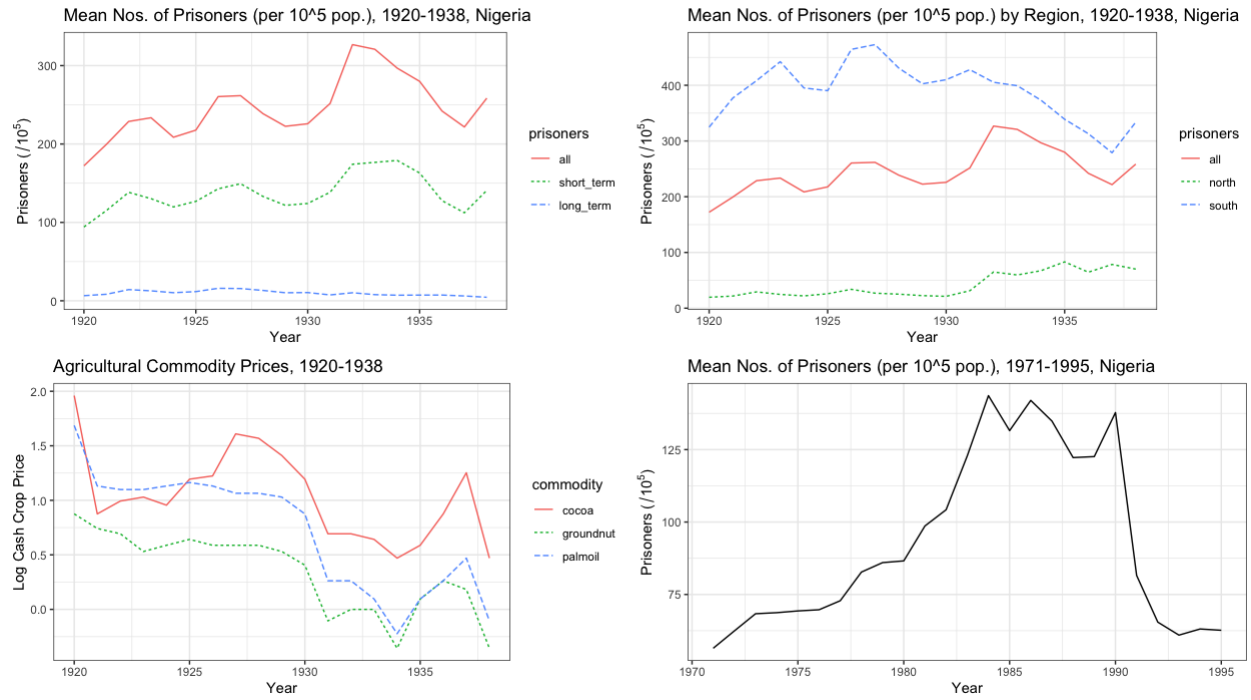 Mean Nos. of Prisoners (per 10^5 pop.), 1920-1938, Nigeria
300
200
100
0
Prisoners (/10^5)
1920
1925
1930
1935
Year
prisoners
all
short_term
long_term
Mean Nos. of Prisoners (per 10^5 pop.) by Region, 1920-1938, Nigeria
400
300
200
100
0
Prisoners (/10^5)
1920
1925
1930
1935
Year
prisoners
all
north
south
Agricultural Commodity Prices, 1920-1938
2.0
1.5
1.0
0.5
0.0
Log Cash Crop Price
1920
1925
1930
1935
Year
commodity
cocoa
groundnut
palmoil
Mean Nos. of Prisoners (per 10^5 pop.), 1971-1995, Nigeria
125
100
75
Prisoners (/10^5)
1970
1975
1980
1985
1990
1995
Year